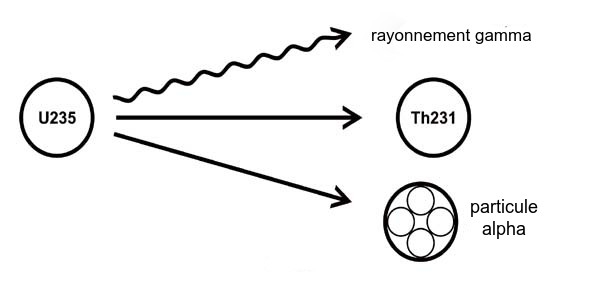 rayonnement gamma
U235
Th231
particule
alpha